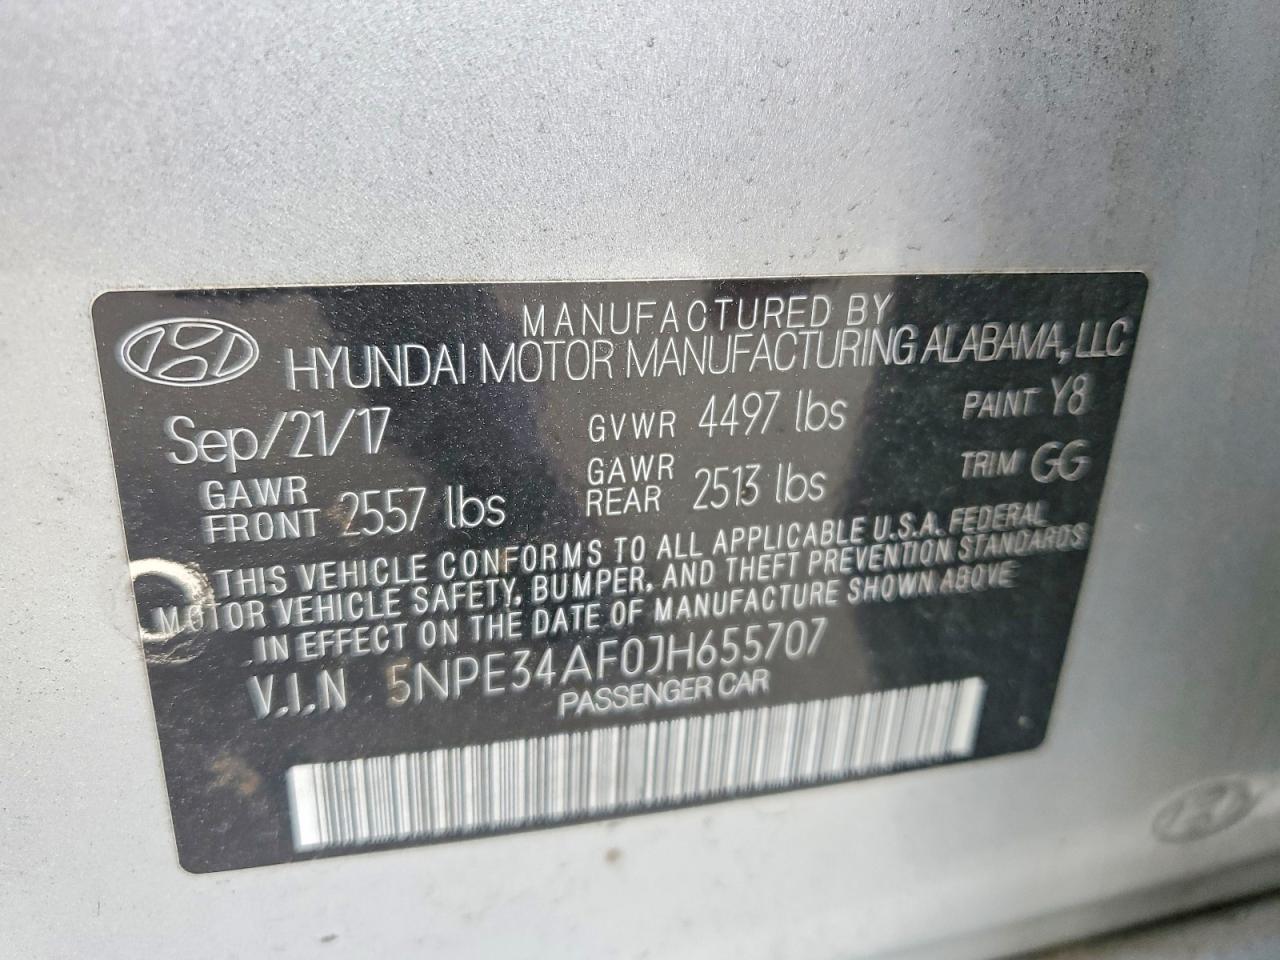 MANUFACTURED BY
HYUNDAI MOTOR MANUFACTURING ALABAMA, LLC
Sep/21/17 GVWR 4497 lbs PAINT Y8
GAWR FRONT 2557 lbs GAWR REAR 2513 lbs TRIM GG
THIS VEHICLE CONFORMS TO ALL APPLICABLE U.S.A. FEDERAL
MOTOR VEHICLE SAFETY, BUMPER, AND THEFT PREVENTION STANDARDS
IN EFFECT ON THE DATE OF MANUFACTURE SHOWN ABOVE
V.I.N 5NPE34AF0JH655707
PASSENGER CAR